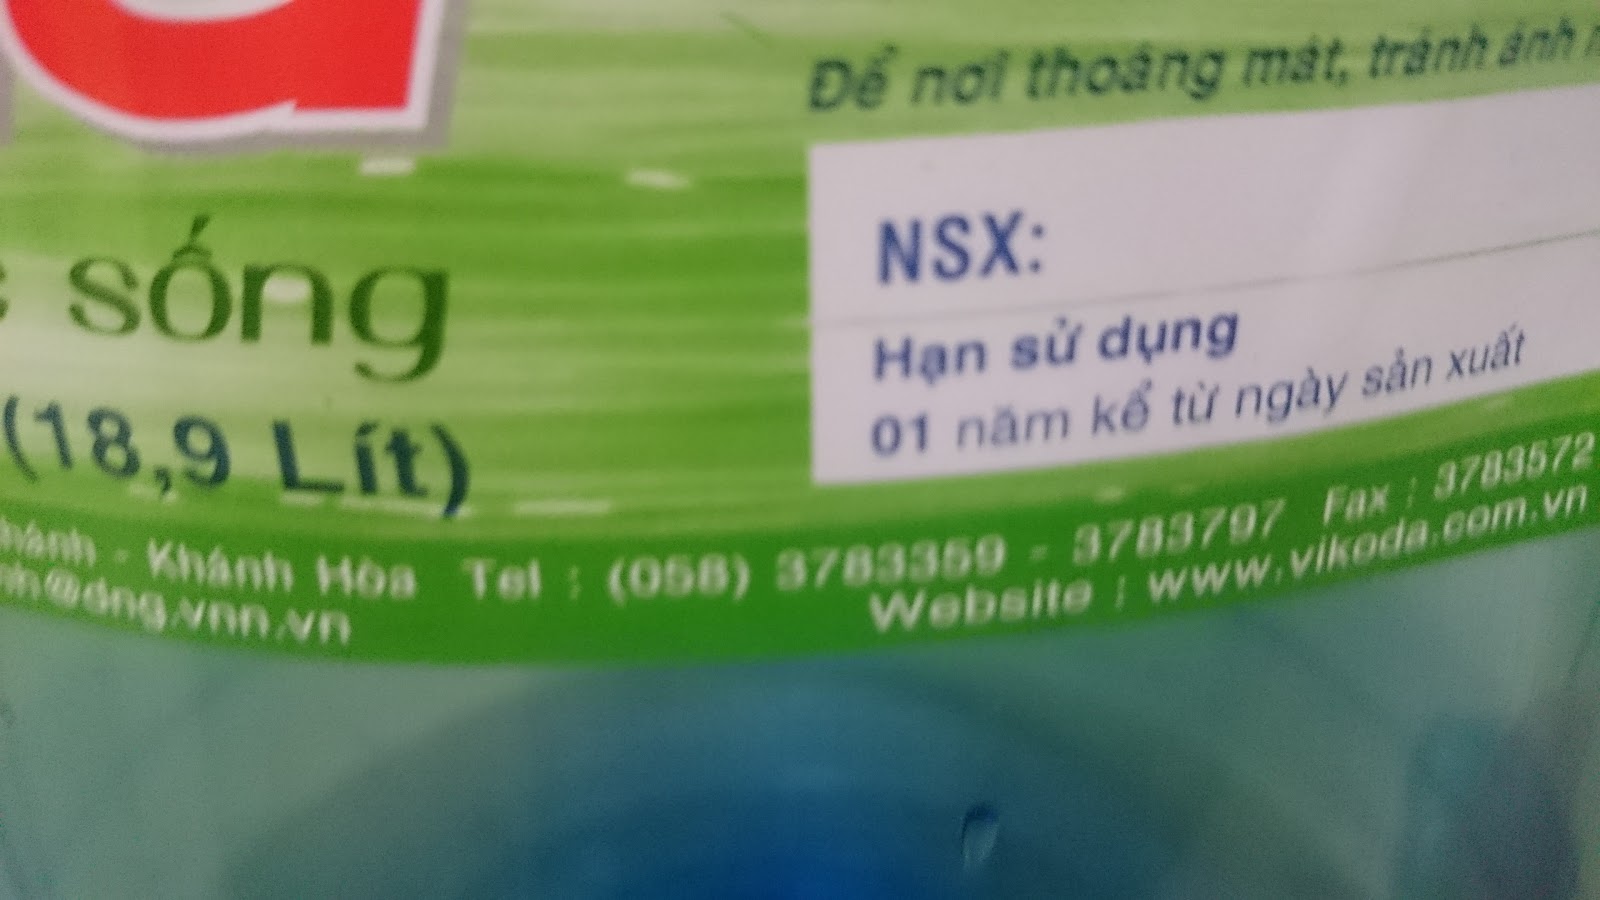 a
Để nơi thoáng mát, tránh ánh
NSX:
sống
Hạn sử dụng
01 năm kể từ ngày sản xuất
(18,9 Lít)
- Khánh Hòa Tel : (058) 3783359 - 3783797 Fax : 3783572
nh@dng.vnn.vn Website : www.vikoda.com.vn